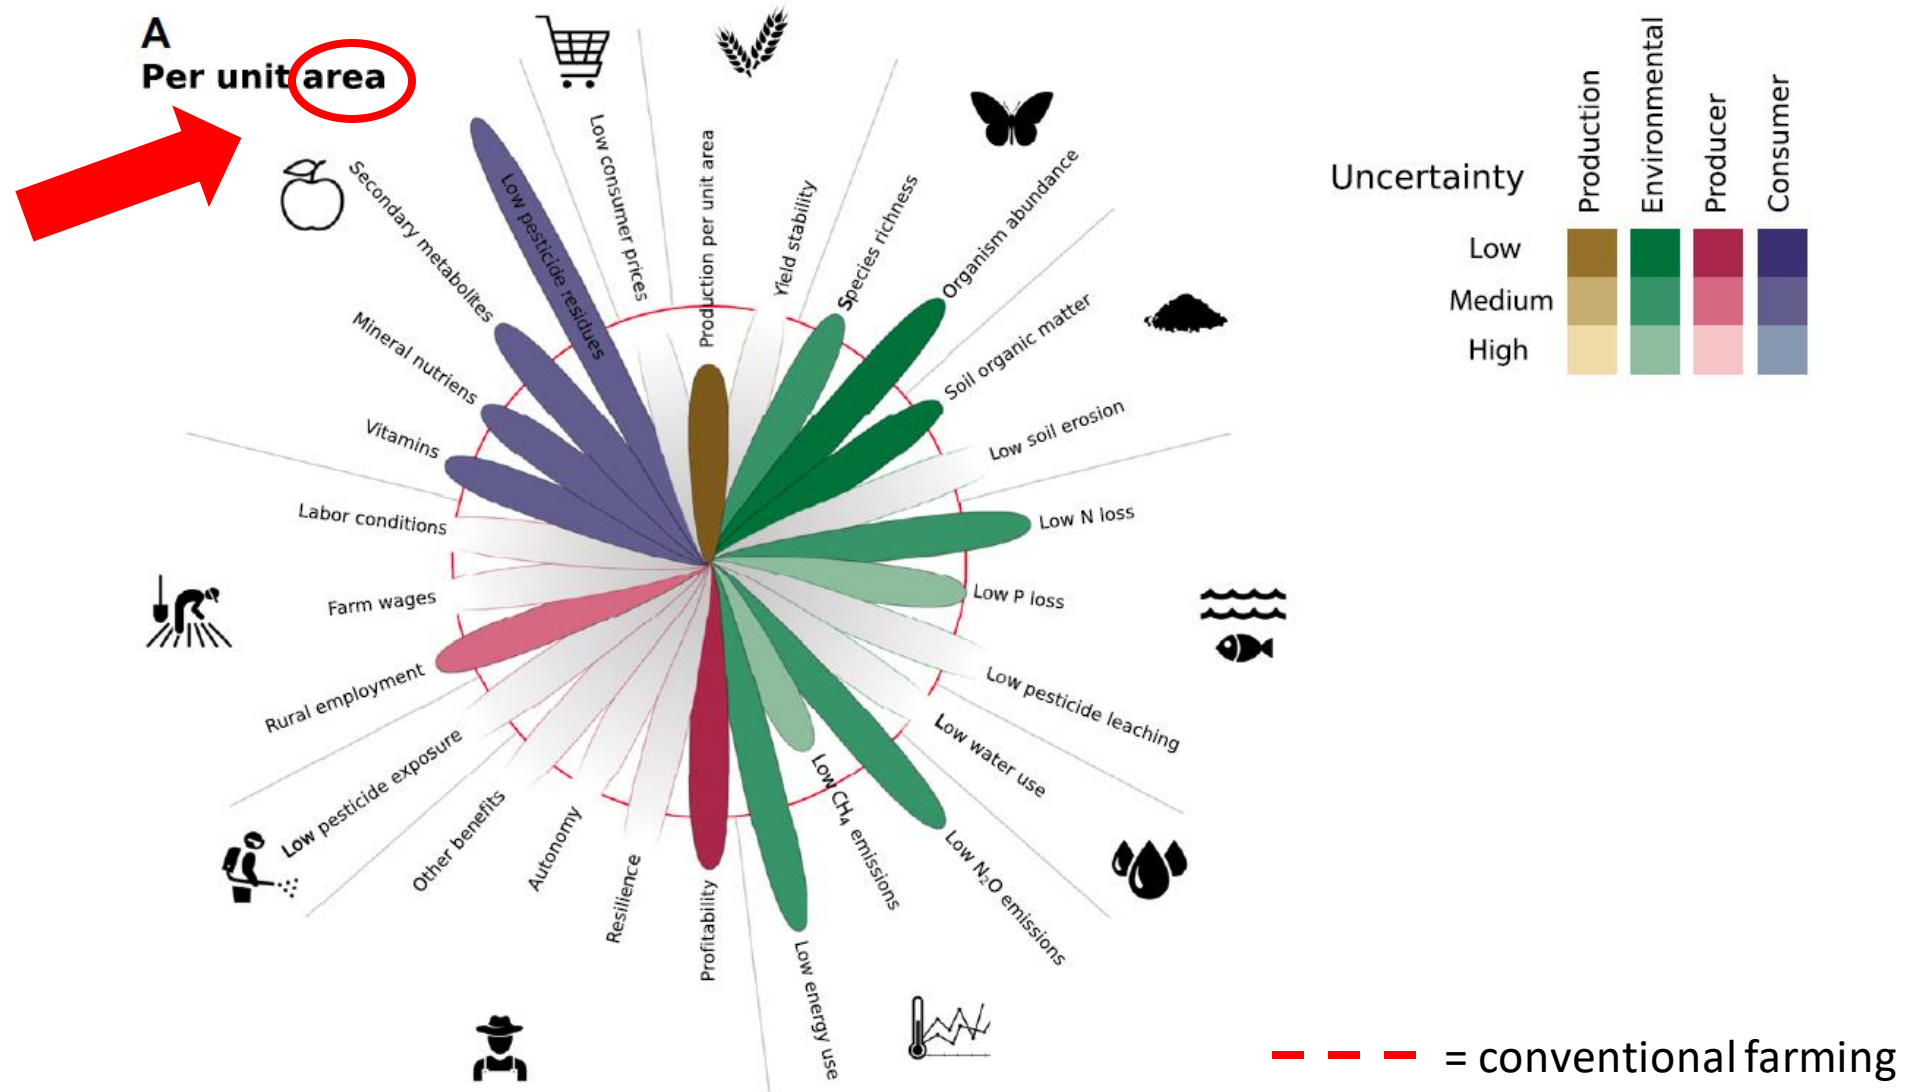 A
Per unit area
Low consumer prices
Production per unit area
Yield stability
Species richness
Organism abundance
Soil organic matter
Low soil erosion
Low N loss
Low P loss
Low pesticide leaching
Low water use
Low N₂O emissions
Low CH₄ emissions
Low energy use
Profitability
Resilience
Autonomy
Other benefits
Low pesticide exposure
Rural employment
Farm wages
Labor conditions
Vitamins
Mineral nutriens
Secondary metabolites
Low pesticide residues
Uncertainty
Production
Environmental
Producer
Consumer
Low
Medium
High
= conventional farming